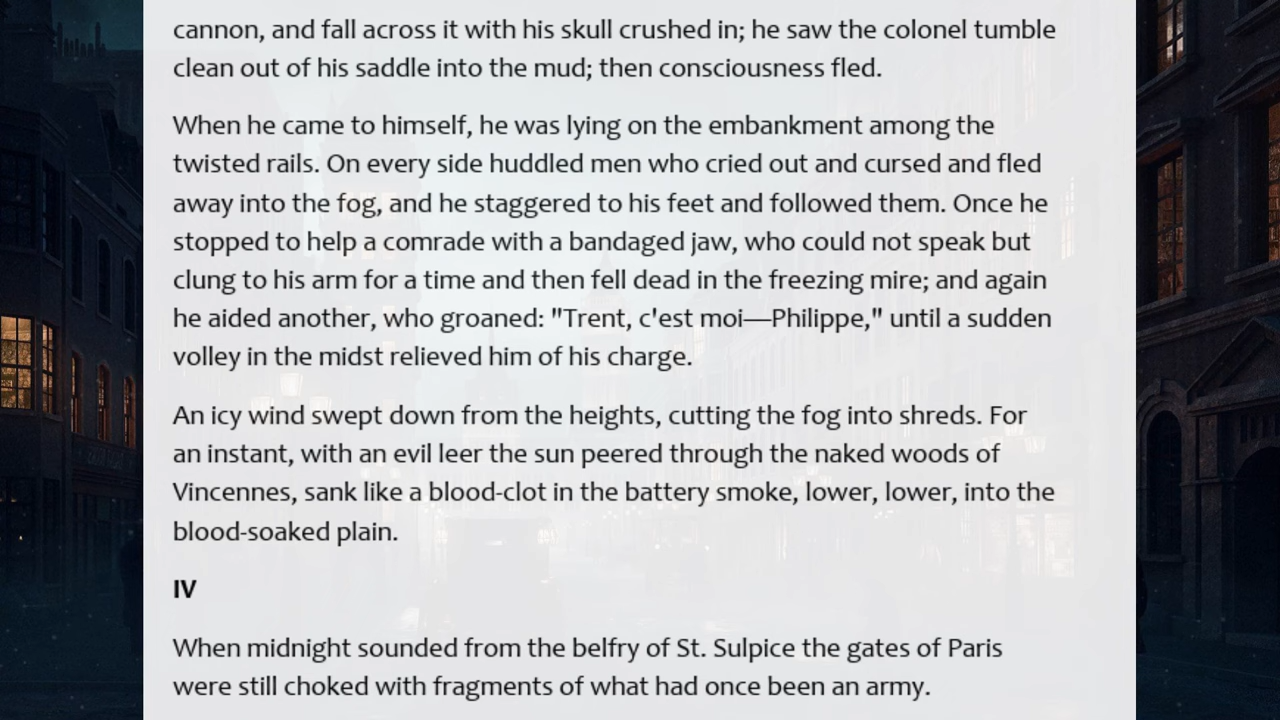 cannon, and fall across it with his skull crushed in; he saw the colonel tumble
clean out of his saddle into the mud; then consciousness fled.
When he came to himself, he was lying on the embankment among the
twisted rails. On every side huddled men who cried out and cursed and fled
away into the fog, and he staggered to his feet and followed them. Once he
stopped to help a comrade with a bandaged jaw, who could not speak but
clung to his arm for a time and then fell dead in the freezing mire; and again
he aided another, who groaned: "Trent, c'est moi—Philippe," until a sudden
volley in the midst relieved him of his charge.
An icy wind swept down from the heights, cutting the fog into shreds. For
an instant, with an evil leer the sun peered through the naked woods of
Vincennes, sank like a blood-clot in the battery smoke, lower, lower, into the
blood-soaked plain.
IV
When midnight sounded from the belfry of St. Sulpice the gates of Paris
were still choked with fragments of what had once been an army.